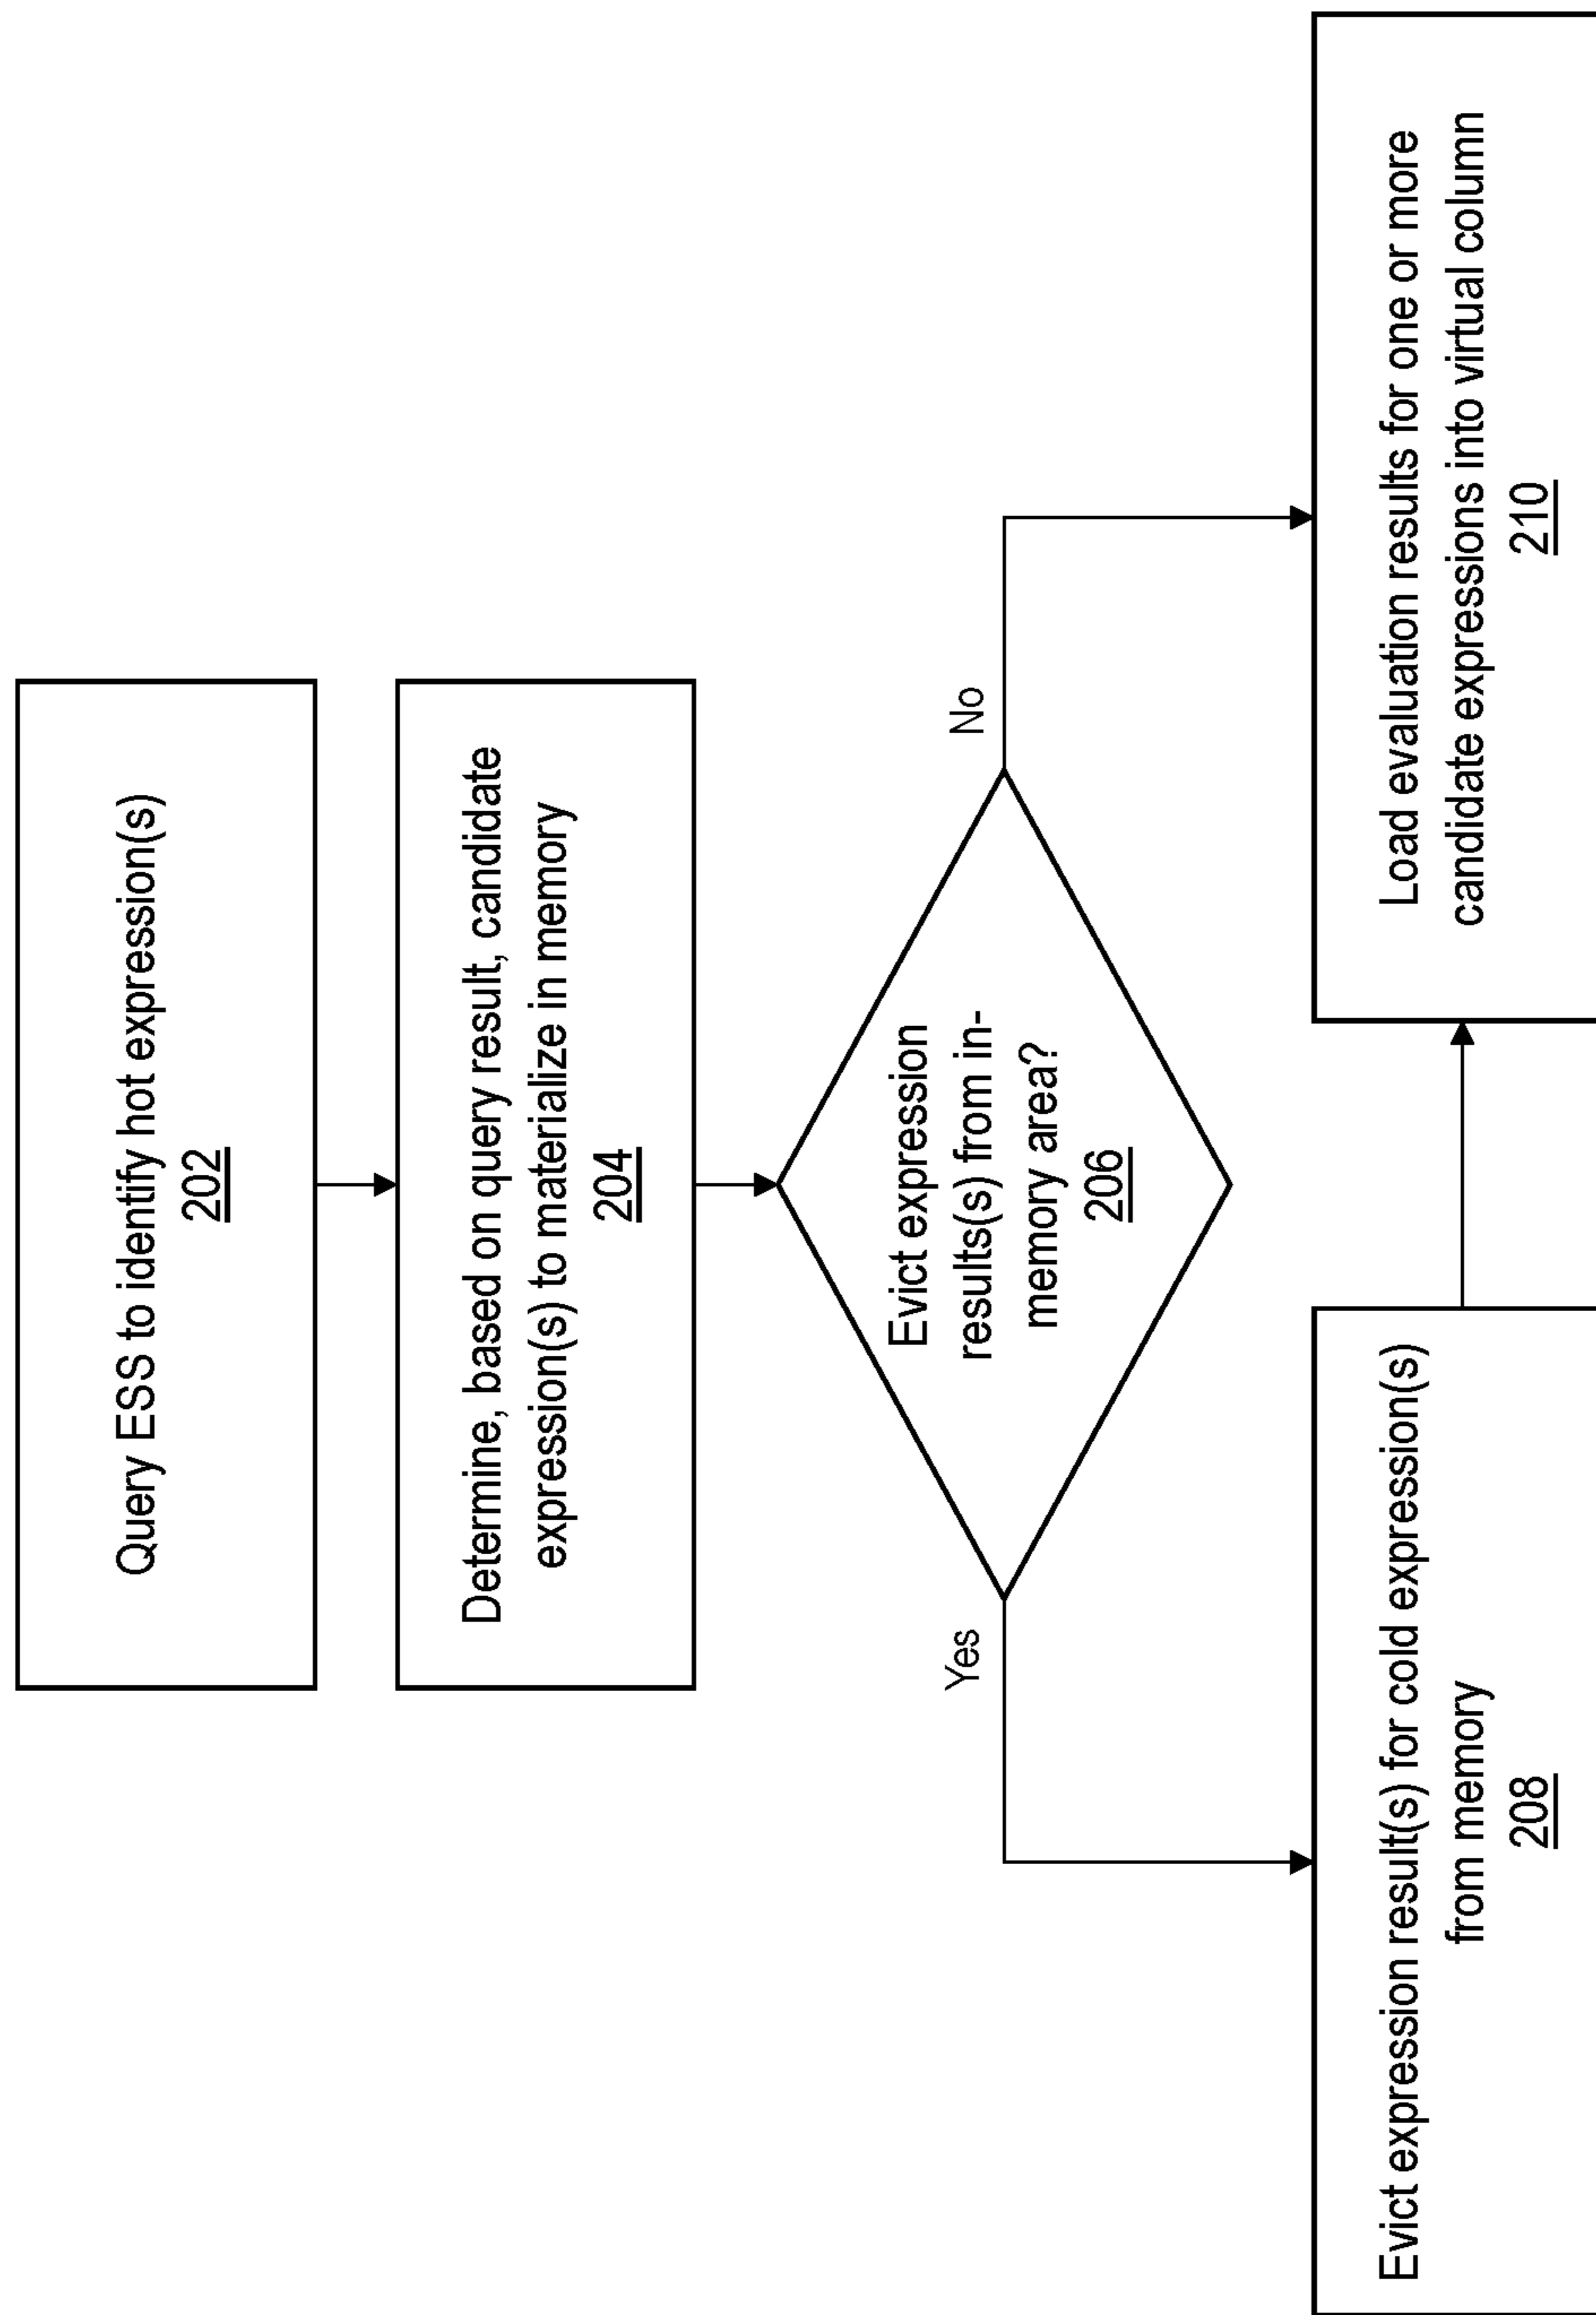 Query ESS to identify hot expression(s)
202
Determine, based on query result, candidate
expression(s) to materialize in memory
204
Evict expression
results(s) from in-
memory area?
206
Yes
No
Evict expression result(s) for cold expression(s)
from memory
208
Load evaluation results for one or more
candidate expressions into virtual column
210